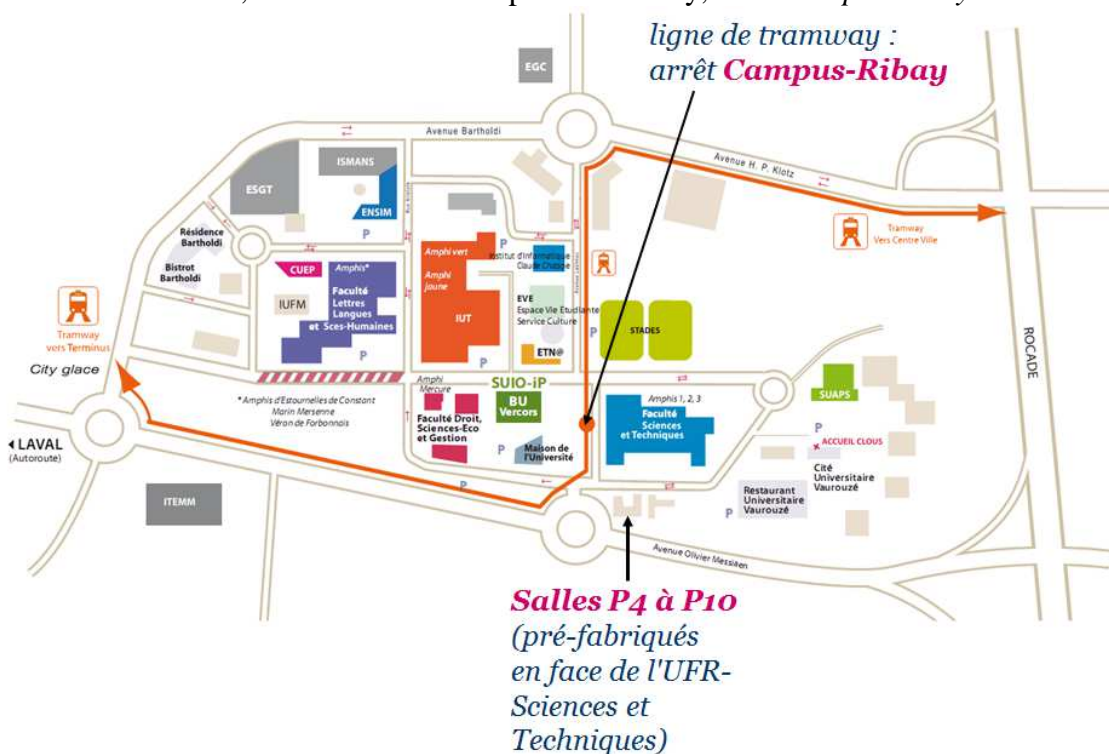 ligne de tramway :
arrêt Campus-Ribay
EGC
Avenue Bartholdi
Avenue H. P. Klotz
ISMANS
ESGT
ENSIM
P
Tramway
Vers Centre Ville
Résidence
Bartholdi
Bistrot
Bartholdi
CUEP
IUFM
Amphis*
Faculté
Lettres
Langues
et Sces-Humaines
P
Amphi vert
Amphi
jaune
IUT
P
P
Institut d'Informatique
Claude Chappe
EVE
Espace Vie Etudiante
Service Culture
ETN@
P
STADES
ROCADE
Tramway
vers Terminus
City glace
SUIO-iP
BU
Vercors
Amphi
Mercure
Faculté Droit,
Sciences-Eco
et Gestion
P
Maison de
l'Université
Amphis 1, 2, 3
Faculté
Sciences
et Techniques
SUAPS
P
ACCUEIL CLOUS
Cité
Universitaire
Vaurouzé
Restaurant
Universitaire
Vaurouzé
P
* Amphis d'Estournelles de Constant
Marin Mersenne
Véron de Forbonnais
LAVAL
(Autoroute)
ITEMM
P
Avenue Olivier Messiaen
Salles P4 à P10
(pré-fabriqués
en face de l'UFR-
Sciences et
Techniques)